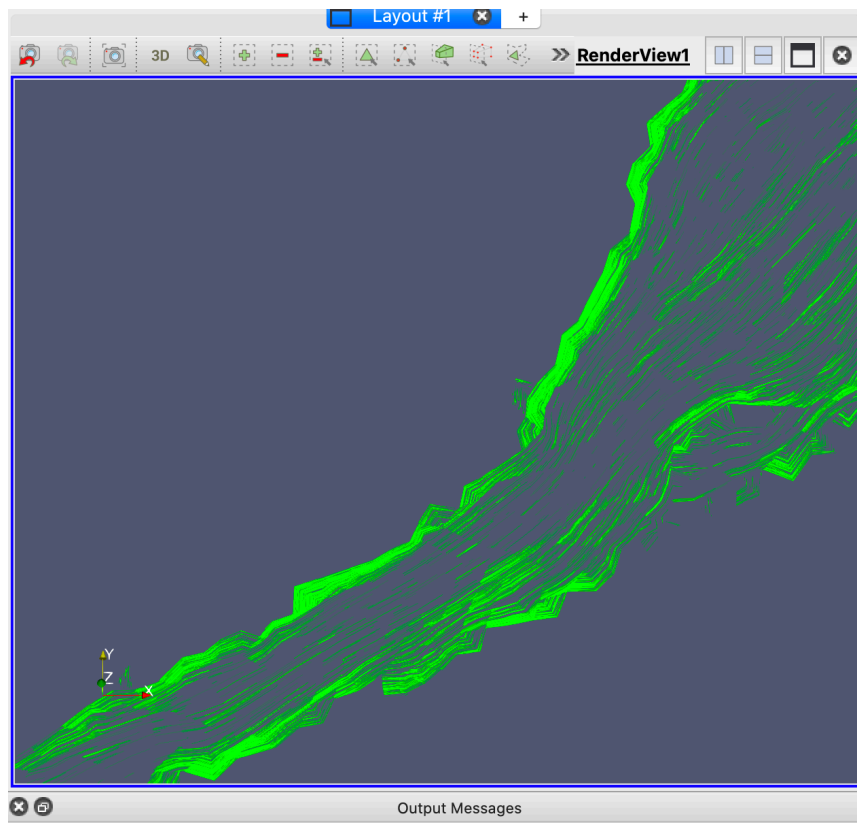 Layout #1
+
3D
RenderView1
Y
Z
X
Output Messages